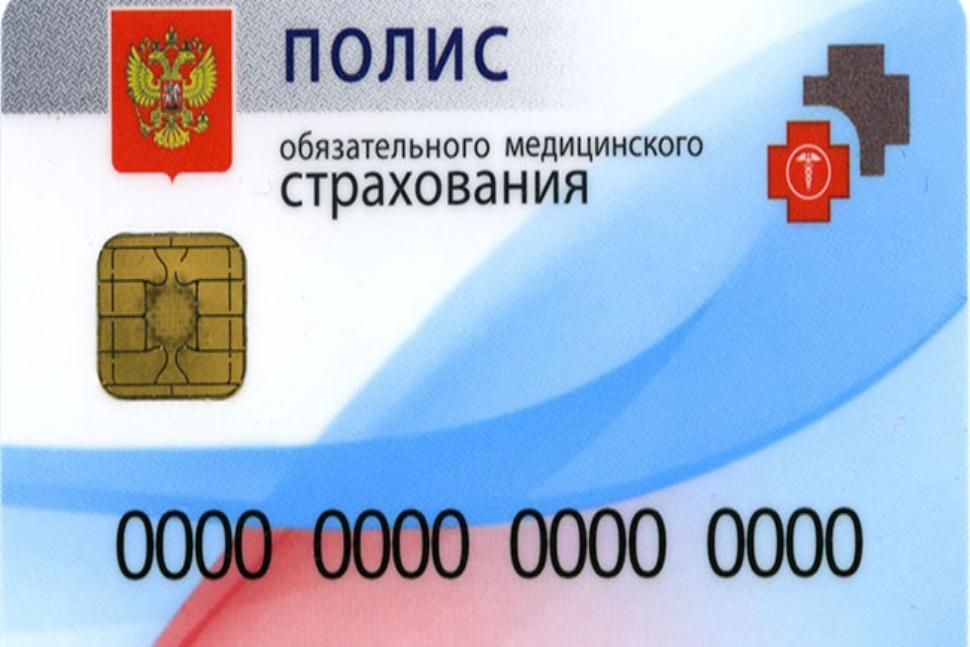 ПОЛИС
обязательного медицинского
страхования
0000 0000 0000 0000